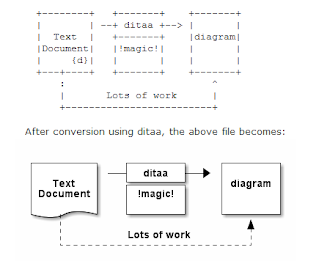 +--------+   +-------+    +-------+
|        | --+ ditaa +--> |       |
|  Text  |   +-------+    |diagram|
|Document|   |!magic!|    |       |
|     {d}|   |       |    |       |
+---+----+   +-------+    +-------+
:                         ^
|       Lots of work      |
+-------------------------+
After conversion using ditaa, the above file becomes:
Text
Document
ditaa
!magic!
diagram
Lots of work